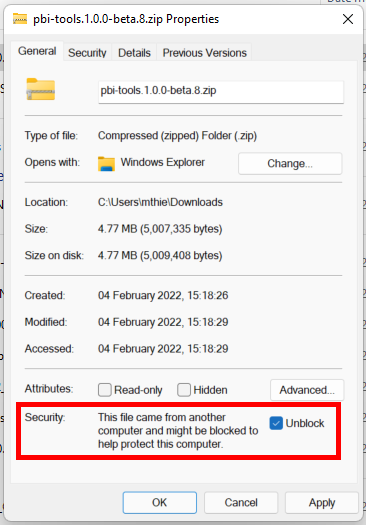 pbi-tools.1.0.0-beta.8.zip Properties
General Security Details Previous Versions
pbi-tools.1.0.0-beta.8.zip
Type of file: Compressed (zipped) Folder (.zip)
Opens with: Windows Explorer Change...
Location: C:\Users\mthie\Downloads
Size: 4.77 MB (5,007,335 bytes)
Size on disk: 4.77 MB (5,009,408 bytes)
Created: 04 February 2022, 15:18:26
Modified: 04 February 2022, 15:18:29
Accessed: 04 February 2022, 15:18:29
Attributes: Read-only Hidden Advanced...
Security: This file came from another
computer and might be blocked to
help protect this computer.
Unblock
OK Cancel Apply